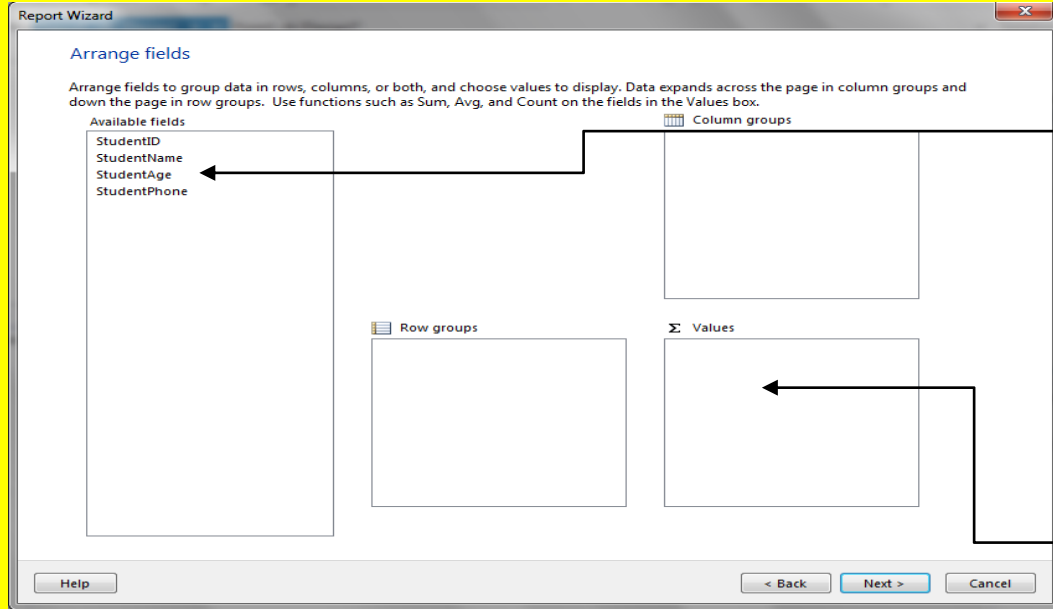 Report Wizard
Arrange fields
Arrange fields to group data in rows, columns, or both, and choose values to display. Data expands across the page in column groups and
down the page in row groups.  Use functions such as Sum, Avg, and Count on the fields in the Values box.
Available fields
Column groups
StudentID
StudentName
StudentAge
StudentPhone
Row groups
Σ Values
Help
< Back
Next >
Cancel